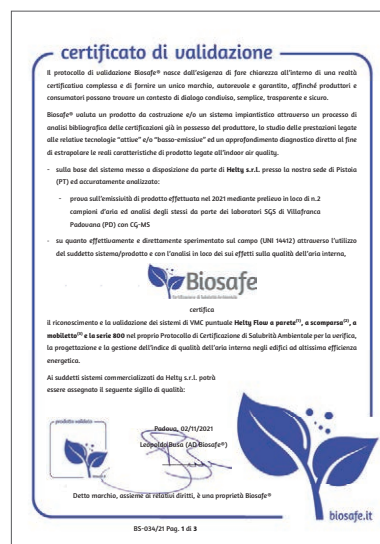 certificato di validazione
Il protocollo di validazione Biosafe® nasce dall'esigenza di fare chiarezza all'interno di una realtà
certificativa complessa e di fornire un unico marchio, autorevole e garantito, affinché produttori e
consumatori possano trovare un contesto di dialogo condiviso, semplice, trasparente e sicuro.
Biosafe® valuta un prodotto da costruzione e/o un sistema impiantistico attraverso un processo di
analisi bibliografica delle certificazioni già in possesso del produttore, lo studio delle prestazioni legate
alle relative tecnologie "attive" e/o "basso-emissive" ed un approfondimento diagnostico diretto al fine
di estrapolare le reali caratteristiche di prodotto legate all'indoor air quality.
- sulla base del sistema messo a disposizione da parte di Helty s.r.l. presso la nostra sede di Pistoia
(PT) ed accuratamente analizzato:
- prova sull'emissività di prodotto effettuata nel 2021 mediante prelievo in loco di n.2
campioni d'aria ed analisi degli stessi da parte dei laboratori SGS di Villafranca
Padovana (PD) con CG-MS
- su quanto effettivamente e direttamente sperimentato sul campo (UNI 14412) attraverso l'utilizzo
del suddetto sistema/prodotto e con l'analisi in loco dei sui effetti sulla qualità dell'aria interna,
Biosafe
Certificazione di Salubrità Ambientale
certifica
il riconoscimento e la validazione dei sistemi di VMC puntuale Helty Flow a parete(1), a scomparsa(2), a
mobiletto(3) e la serie 800 nel proprio Protocollo di Certificazione di Salubrità Ambientale per la verifica,
la progettazione e la gestione dell'indice di qualità dell'aria interna negli edifici ad altissima efficienza
energetica.
Ai suddetti sistemi commercializzati da Helty s.r.l. potrà
essere assegnato il seguente sigillo di qualità:
prodotto validato
Padova, 02/11/2021
Leopoldo Busa (AD Biosafe®)
Detto marchio, assieme ai relativi diritti, è una proprietà Biosafe®
biosafe.it
BS-034/21 Pag. 1 di 3